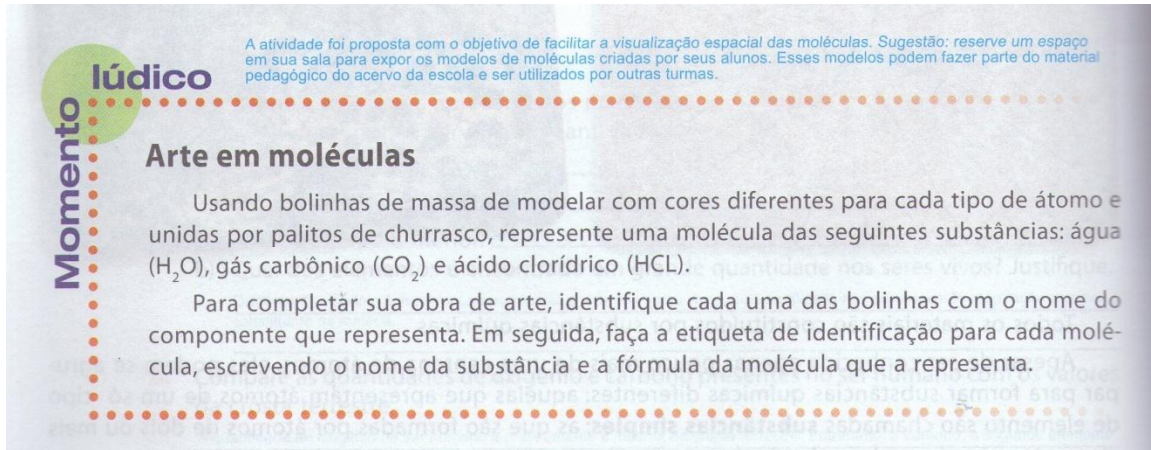 Momento
lúdico
A atividade foi proposta com o objetivo de facilitar a visualização espacial das moléculas. Sugestão: reserve um espaço
em sua sala para expor os modelos de moléculas criadas por seus alunos. Esses modelos podem fazer parte do material
pedagógico do acervo da escola e ser utilizados por outras turmas.
Arte em moléculas
Usando bolinhas de massa de modelar com cores diferentes para cada tipo de átomo e
unidas por palitos de churrasco, represente uma molécula das seguintes substâncias: água
(H₂O), gás carbônico (CO₂) e ácido clorídrico (HCL).
Para completar sua obra de arte, identifique cada uma das bolinhas com o nome do
componente que representa. Em seguida, faça a etiqueta de identificação para cada molé-
cula, escrevendo o nome da substância e a fórmula da molécula que a representa.